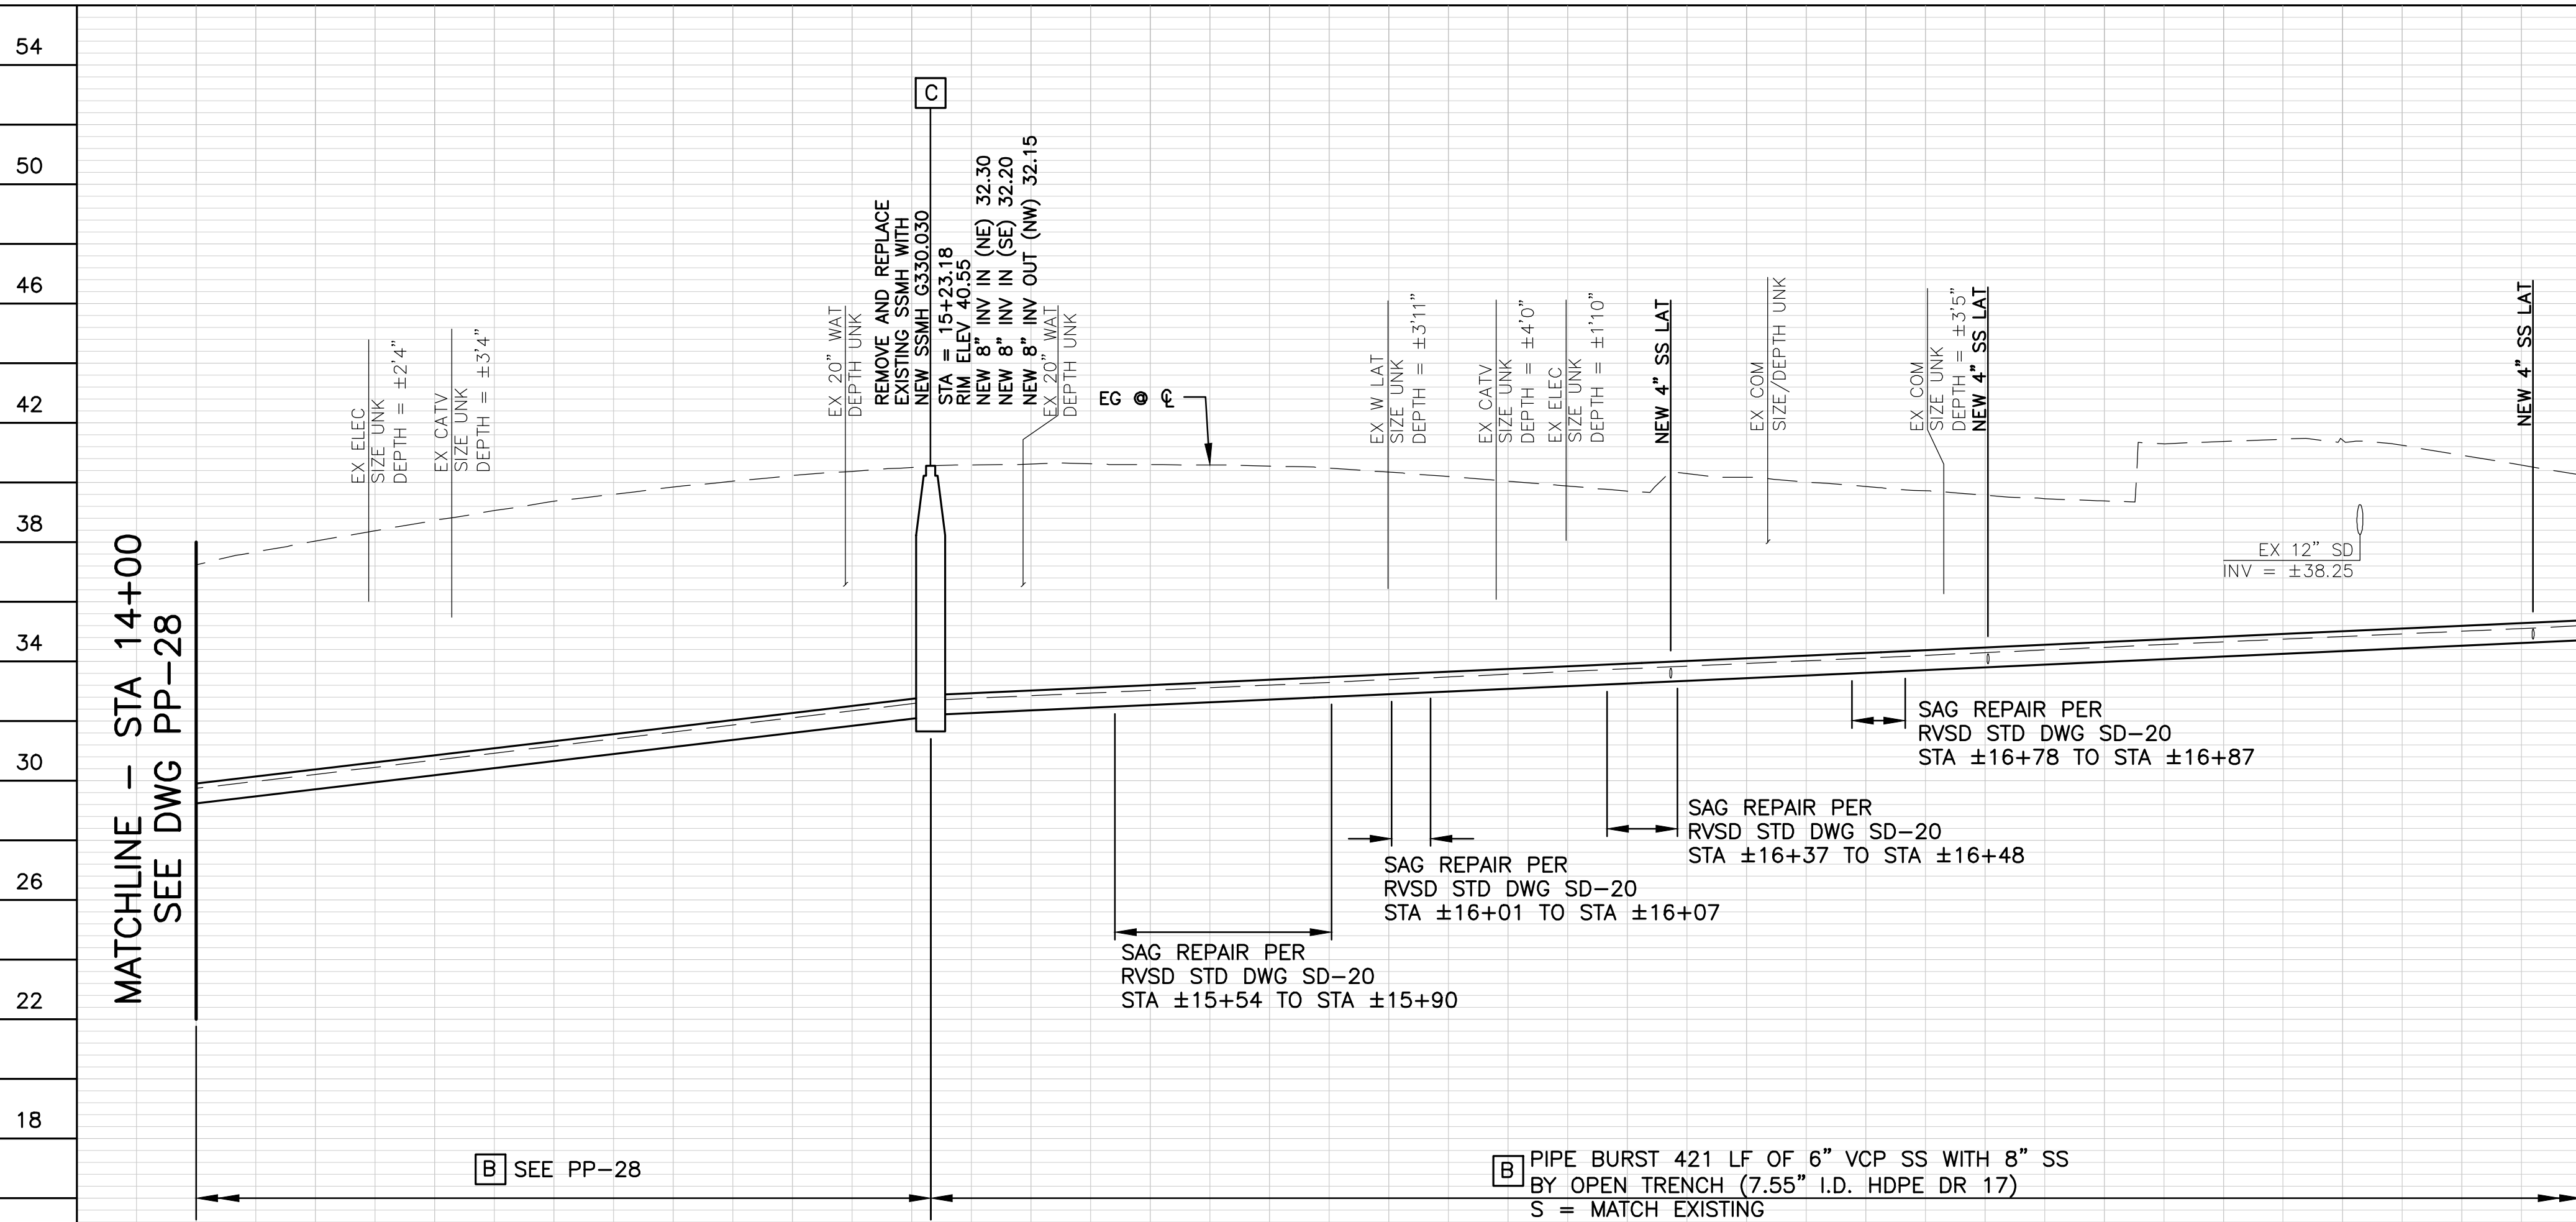 54
50
46
42
38
34
30
26
22
18
MATCHLINE – STA 14+00
SEE DWG PP–28
EX ELEC
SIZE UNK
DEPTH = ±2'4"
EX CATV
SIZE UNK
DEPTH = ±3'4"
EX 20" WAT
DEPTH UNK
C
REMOVE AND REPLACE
EXISTING SSMH WITH
NEW SSMH G330.030
STA = 15+23.18
RIM ELEV 40.55
NEW 8" INV IN (NE) 32.30
NEW 8" INV IN (SE) 32.20
NEW 8" INV OUT (NW) 32.15
EX 20" WAT
DEPTH UNK
EG @ ℄
EX W LAT
SIZE UNK
DEPTH = ±3'11"
EX CATV
SIZE UNK
DEPTH = ±4'0"
EX ELEC
SIZE UNK
DEPTH = ±1'10"
NEW 4" SS LAT
EX COM
SIZE/DEPTH UNK
EX COM
SIZE UNK
DEPTH = ±3'5"
NEW 4" SS LAT
EX 12" SD
INV = ±38.25
NEW 4" SS LAT
SAG REPAIR PER
RVSD STD DWG SD–20
STA ±15+54 TO STA ±15+90
SAG REPAIR PER
RVSD STD DWG SD–20
STA ±16+01 TO STA ±16+07
SAG REPAIR PER
RVSD STD DWG SD–20
STA ±16+37 TO STA ±16+48
SAG REPAIR PER
RVSD STD DWG SD–20
STA ±16+78 TO STA ±16+87
B SEE PP–28
B PIPE BURST 421 LF OF 6" VCP SS WITH 8" SS
BY OPEN TRENCH (7.55" I.D. HDPE DR 17)
S = MATCH EXISTING